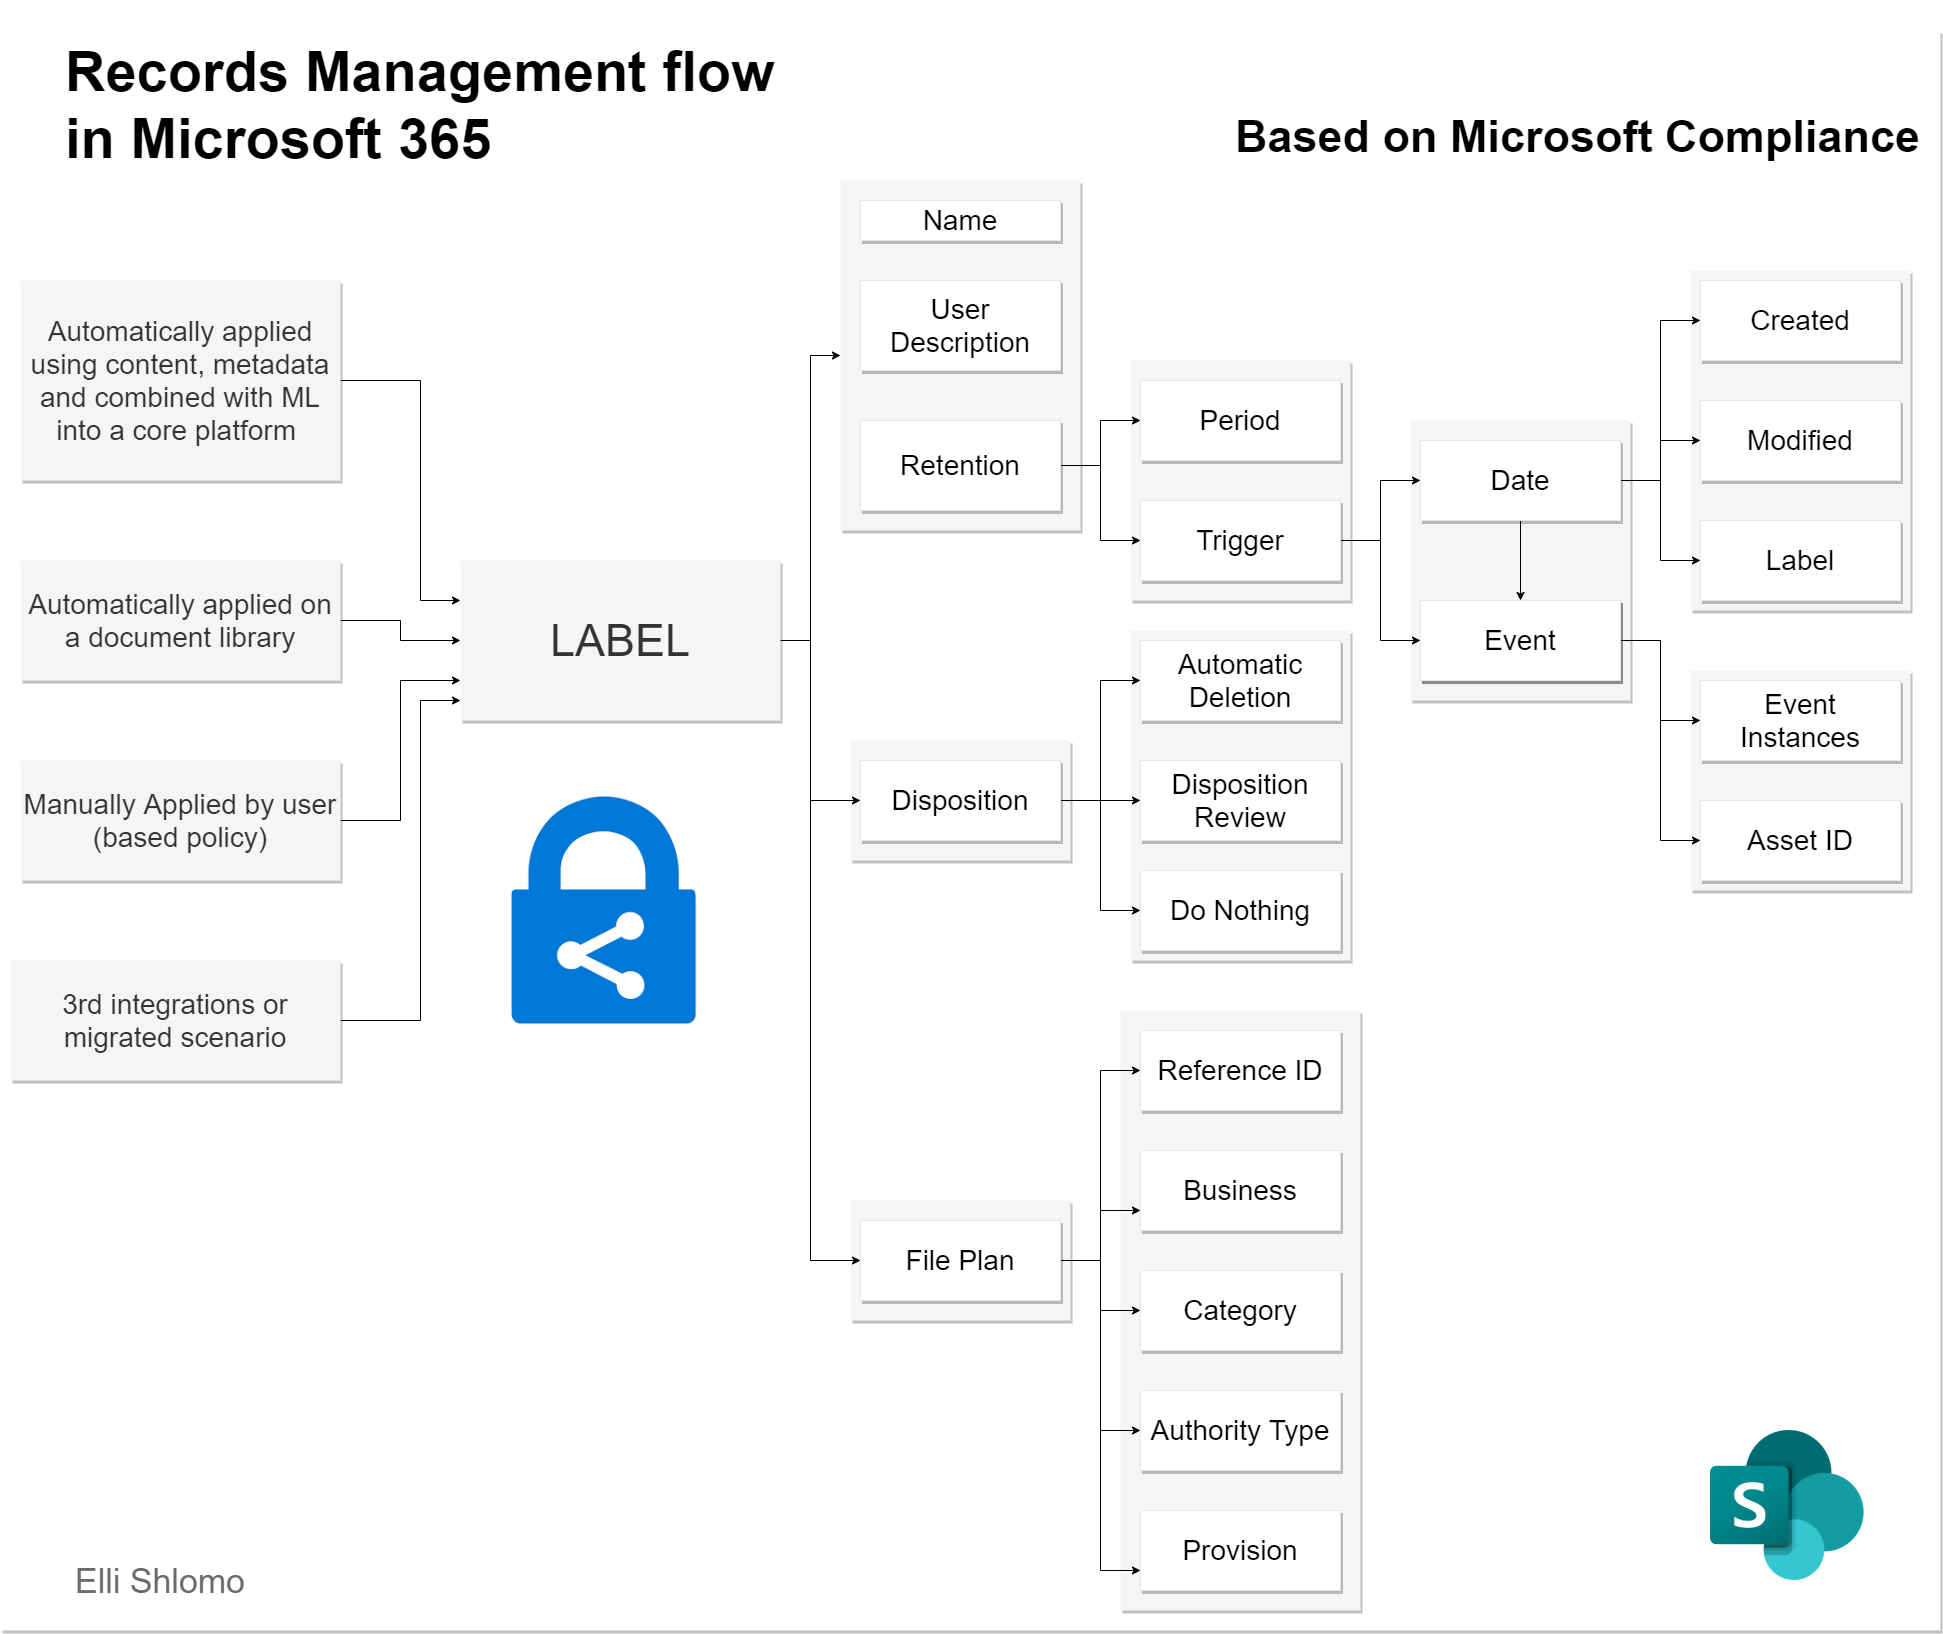 Records Management flow
in Microsoft 365
Based on Microsoft Compliance
Automatically applied
using content, metadata
and combined with ML
into a core platform
Automatically applied on
a document library
Manually Applied by user
(based policy)
3rd integrations or
migrated scenario
LABEL
Name
User
Description
Retention
Disposition
File Plan
Period
Trigger
Automatic
Deletion
Disposition
Review
Do Nothing
Reference ID
Business
Category
Authority Type
Provision
Date
Event
Created
Modified
Label
Event
Instances
Asset ID
S
Elli Shlomo